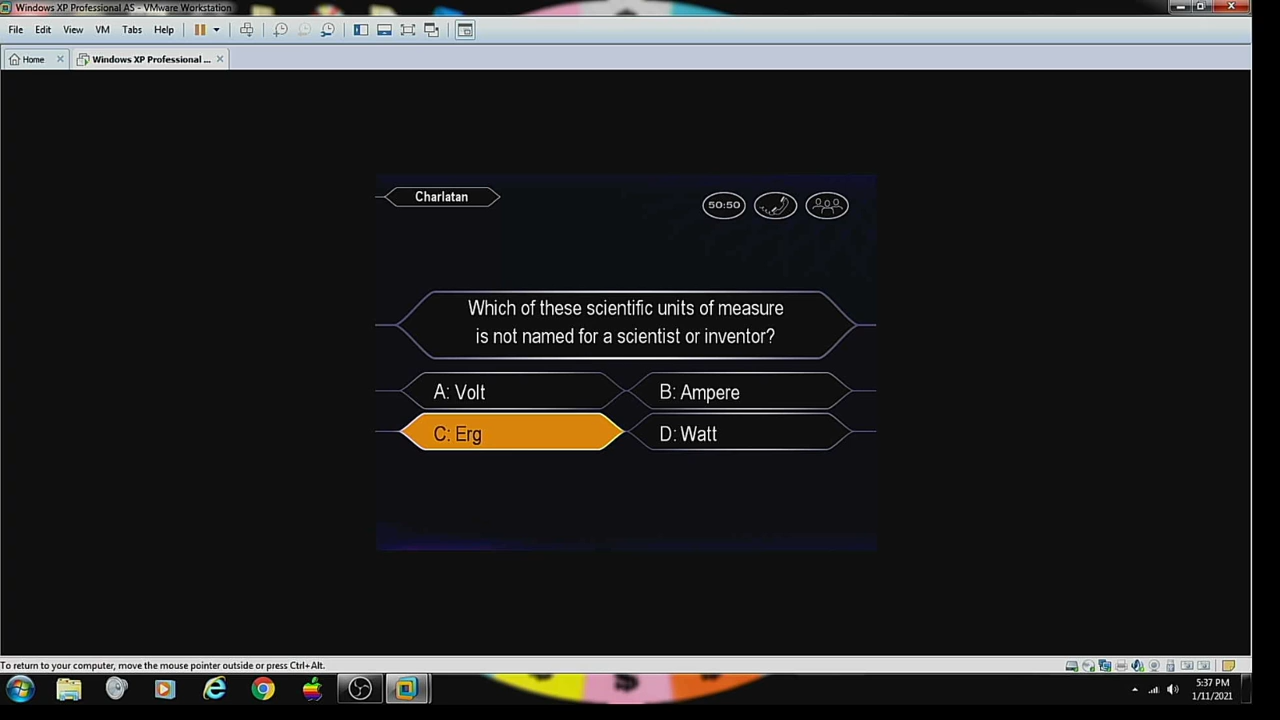 Windows XP Professional AS - VMware Workstation
File Edit View VM Tabs Help
Home
Windows XP Professional ...
Charlatan
50:50
Which of these scientific units of measure
is not named for a scientist or inventor?
A: Volt
B: Ampere
C: Erg
D: Watt
To return to your computer, move the mouse pointer outside or press Ctrl+Alt.
5:37 PM
1/11/2021